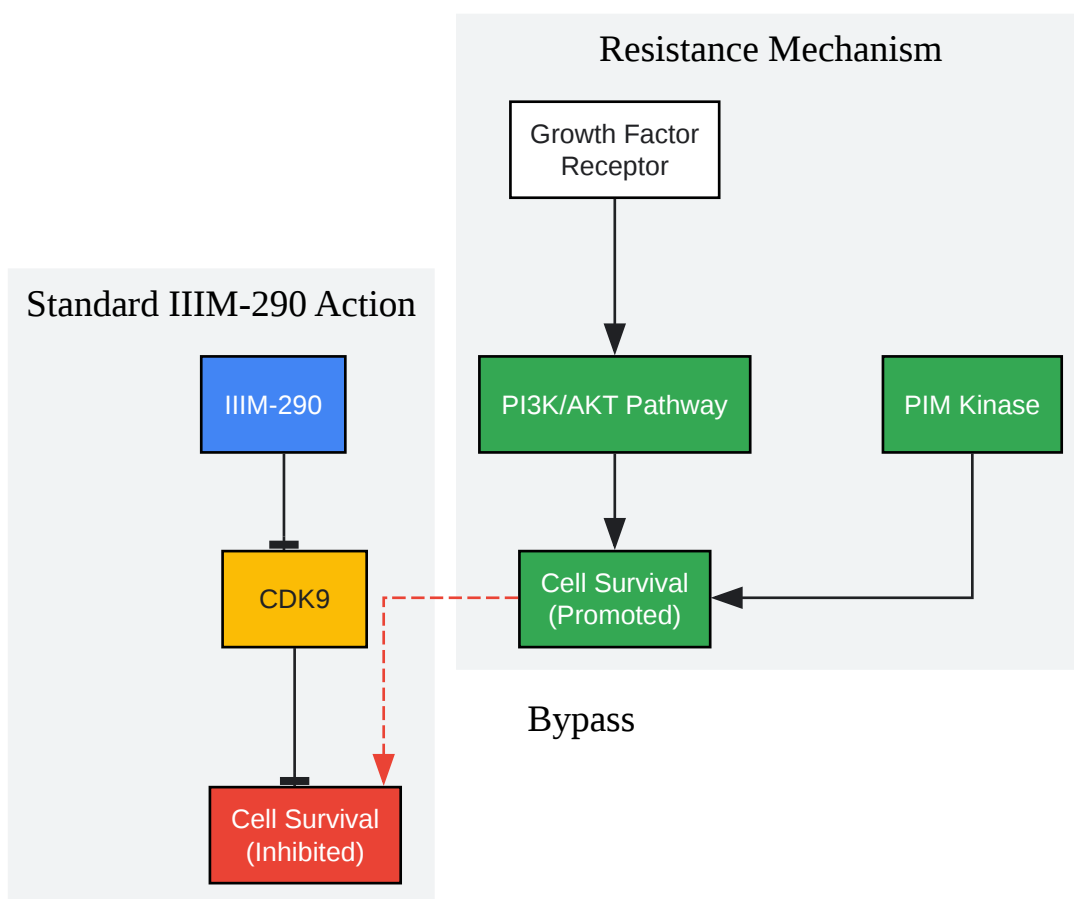 Resistance Mechanism
Growth Factor
Receptor
Standard IIIM-290 Action
IIIM-290
PI3K/AKT Pathway
PIM Kinase
CDK9
Cell Survival
(Promoted)
Bypass
Cell Survival
(Inhibited)